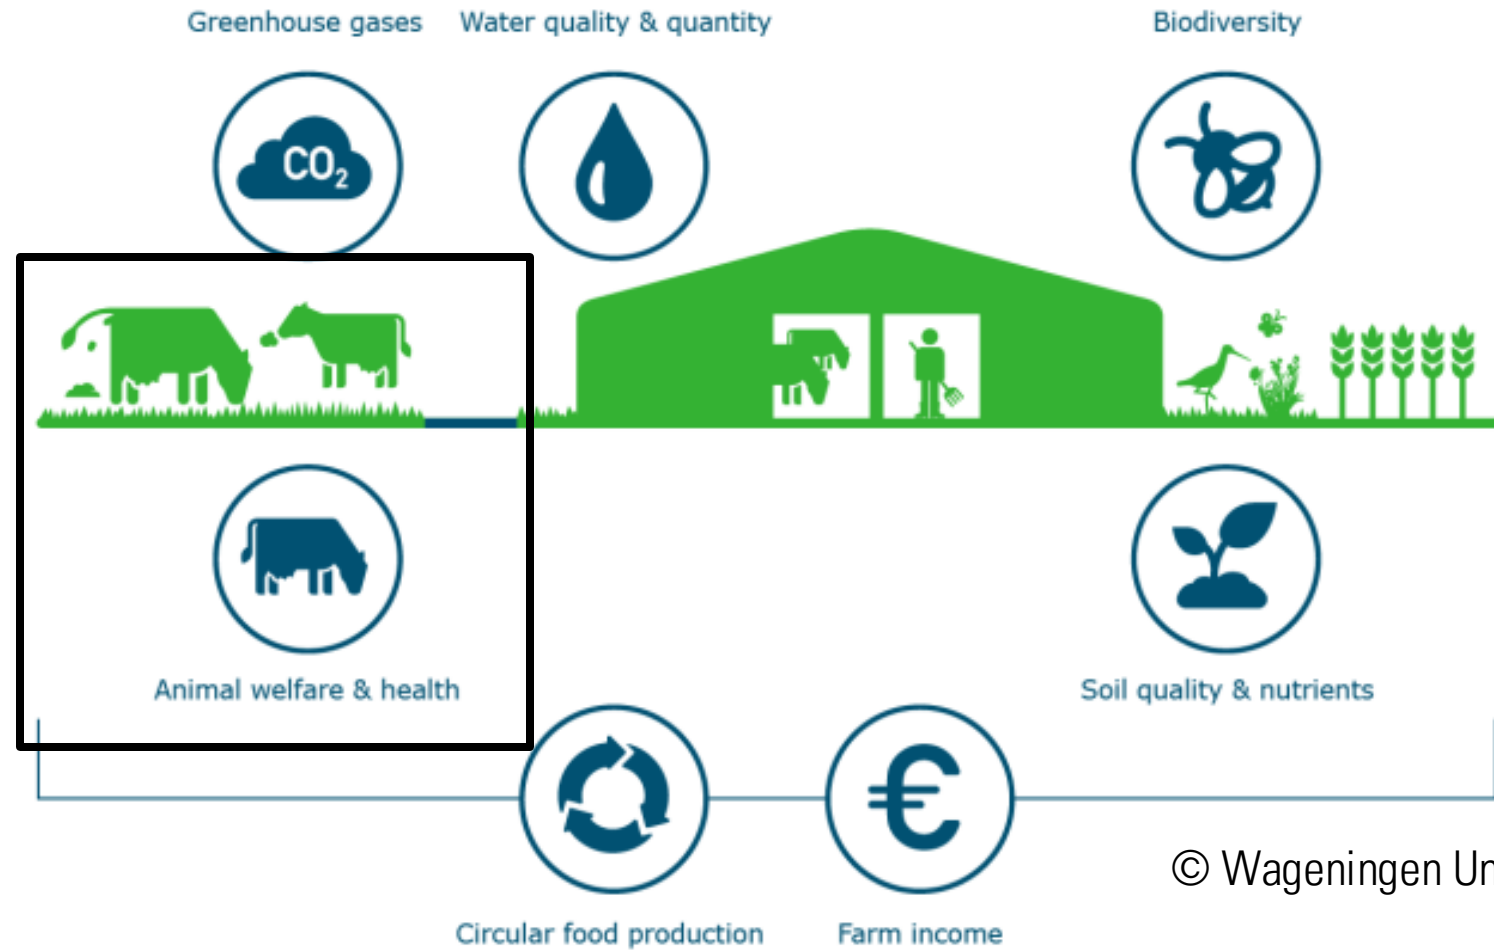 Greenhouse gases
Water quality & quantity
Biodiversity
CO₂
Animal welfare & health
Soil quality & nutrients
€
Circular food production
Farm income
© Wageningen